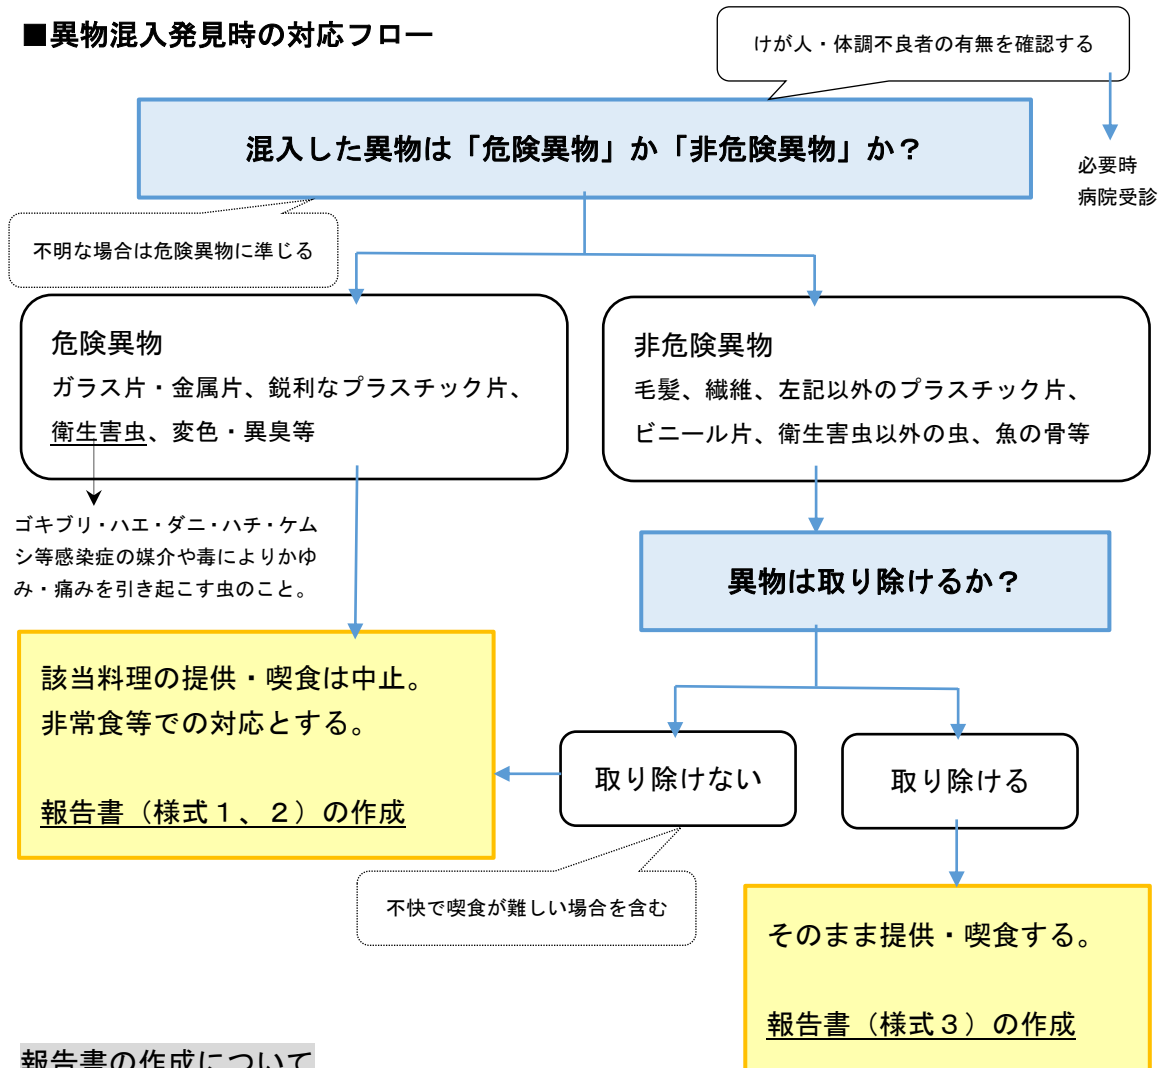 ■異物混入発見時の対応フロー
けが人・体調不良者の有無を確認する
混入した異物は「危険異物」か「非危険異物」か？
必要時
病院受診
不明な場合は危険異物に準じる
危険異物
ガラス片・金属片、鋭利なプラスチック片、
衛生害虫、変色・異臭等
非危険異物
毛髪、繊維、左記以外のプラスチック片、
ビニール片、衛生害虫以外の虫、魚の骨等
ゴキブリ・ハエ・ダニ・ハチ・ケム
シ等感染症の媒介や毒によりかゆ
み・痛みを引き起こす虫のこと。
異物は取り除けるか？
該当料理の提供・喫食は中止。
非常食等での対応とする。
報告書（様式１、２）の作成
取り除けない
取り除ける
不快で喫食が難しい場合を含む
そのまま提供・喫食する。
報告書（様式３）の作成
報告書の作成について